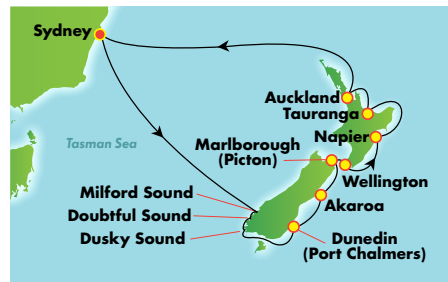 Sydney
Auckland
Tauranga
Tasman Sea
Napier
Marlborough
(Picton)
Wellington
Milford Sound
Akaroa
Doubtful Sound
Dusky Sound
Dunedin
(Port Chalmers)